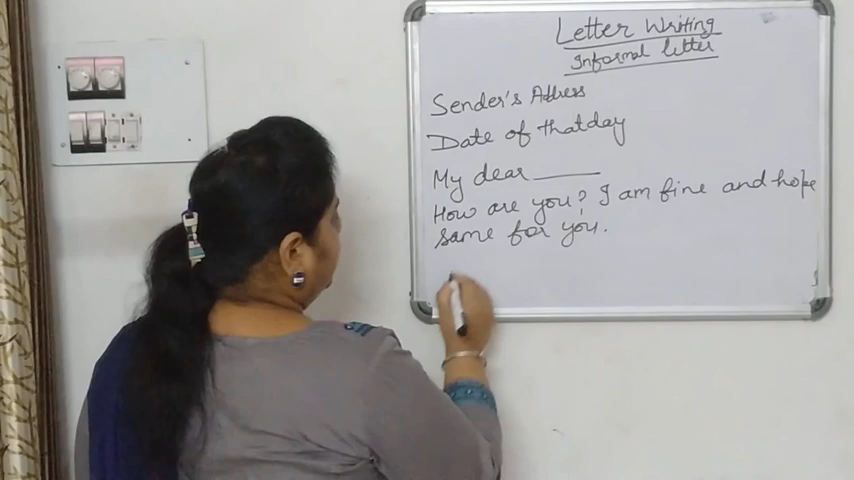 Letter Writing
Informal letter
Sender's Address
Date of that day
My dear ______
How are you? I am fine and hope
same for you.